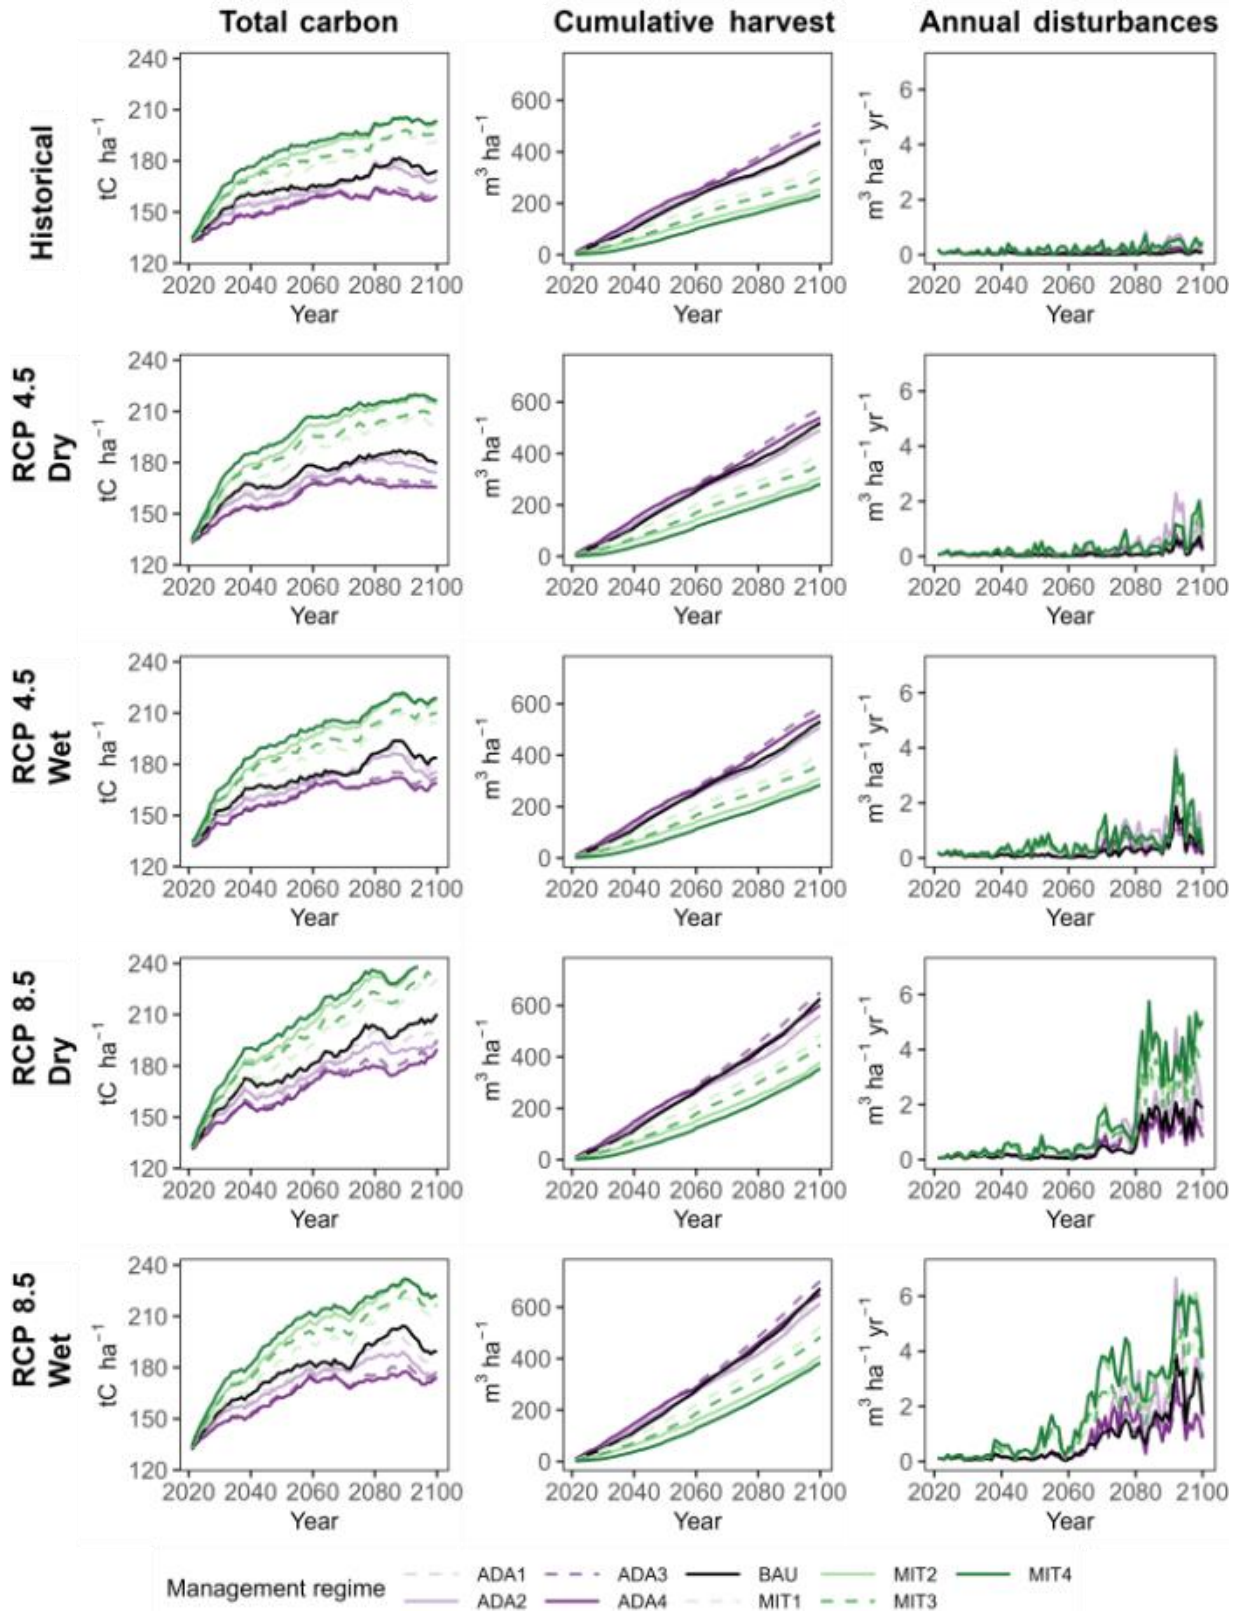 Total carbon Cumulative harvest Annual disturbances
Historical
240
210
180
150
120
tC ha⁻¹
2020 2040 2060 2080 2100
Year
600
400
200
0
m³ ha⁻¹
2020 2040 2060 2080 2100
Year
6
4
2
0
m³ ha⁻¹ yr⁻¹
2020 2040 2060 2080 2100
Year
RCP 4.5
Dry
240
210
180
150
120
tC ha⁻¹
2020 2040 2060 2080 2100
Year
600
400
200
0
m³ ha⁻¹
2020 2040 2060 2080 2100
Year
6
4
2
0
m³ ha⁻¹ yr⁻¹
2020 2040 2060 2080 2100
Year
RCP 4.5
Wet
240
210
180
150
120
tC ha⁻¹
2020 2040 2060 2080 2100
Year
600
400
200
0
m³ ha⁻¹
2020 2040 2060 2080 2100
Year
6
4
2
0
m³ ha⁻¹ yr⁻¹
2020 2040 2060 2080 2100
Year
RCP 8.5
Dry
240
210
180
150
120
tC ha⁻¹
2020 2040 2060 2080 2100
Year
600
400
200
0
m³ ha⁻¹
2020 2040 2060 2080 2100
Year
6
4
2
0
m³ ha⁻¹ yr⁻¹
2020 2040 2060 2080 2100
Year
RCP 8.5
Wet
240
210
180
150
120
tC ha⁻¹
2020 2040 2060 2080 2100
Year
600
400
200
0
m³ ha⁻¹
2020 2040 2060 2080 2100
Year
6
4
2
0
m³ ha⁻¹ yr⁻¹
2020 2040 2060 2080 2100
Year
Management regime
ADA1 ADA3 BAU MIT2 MIT4
ADA2 ADA4 MIT1 MIT3